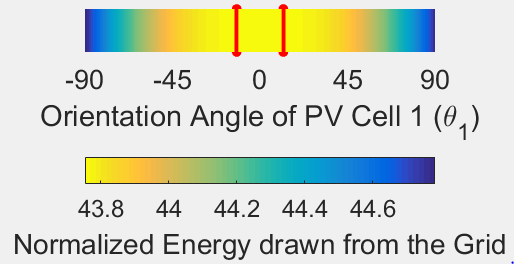 -90 -45 0 45 90
Orientation Angle of PV Cell 1 (θ₁)
43.8 44 44.2 44.4 44.6
Normalized Energy drawn from the Grid